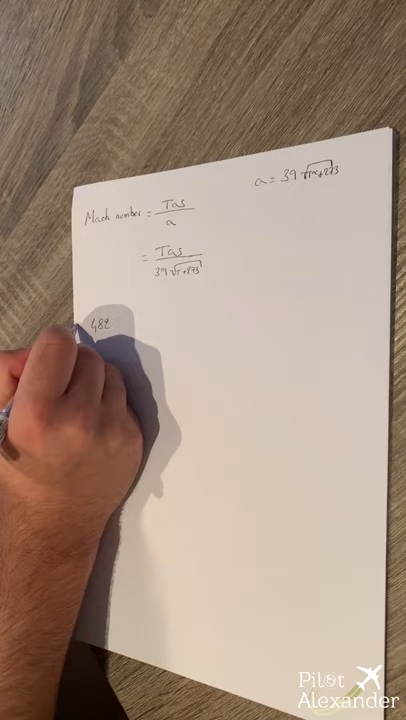 a = 39 √T°C+273
Mach number = Tas / a
= Tas / 39 √T+273
482
Pilot
Alexander